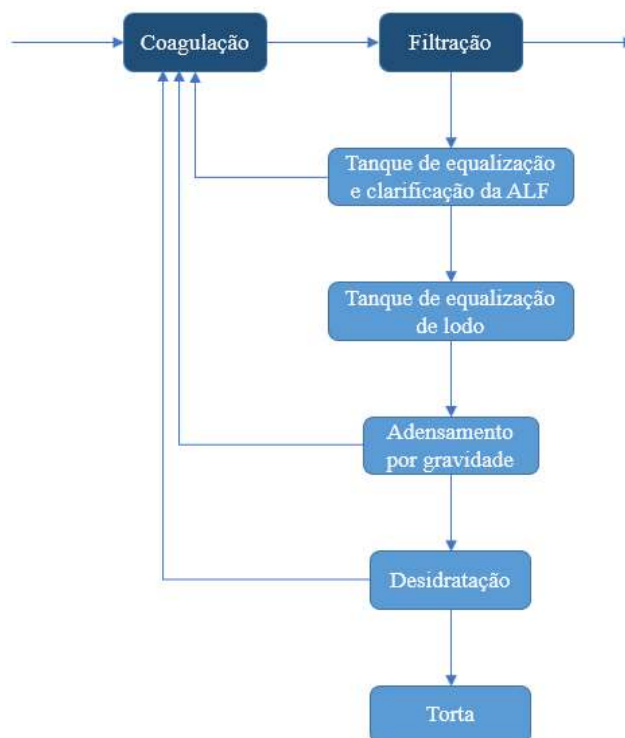 Coagulação
Filtração
Tanque de equalização
e clarificação da ALF
Tanque de equalização
de lodo
Adensamento
por gravidade
Desidratação
Torta